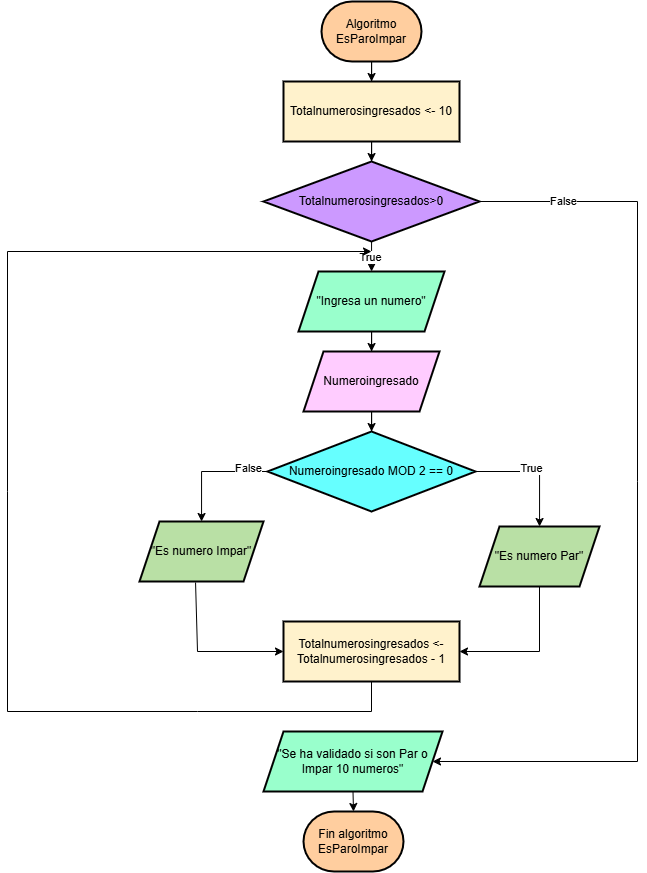 Algoritmo
EsParoImpar
Totalnumerosingresados <- 10
Totalnumerosingresados>0
False
True
"Ingresa un numero"
Numeroingresado
Numeroingresado MOD 2 == 0
False
True
"Es numero Impar"
"Es numero Par"
Totalnumerosingresados <-
Totalnumerosingresados - 1
"Se ha validado si son Par o
Impar 10 numeros"
Fin algoritmo
EsParoImpar